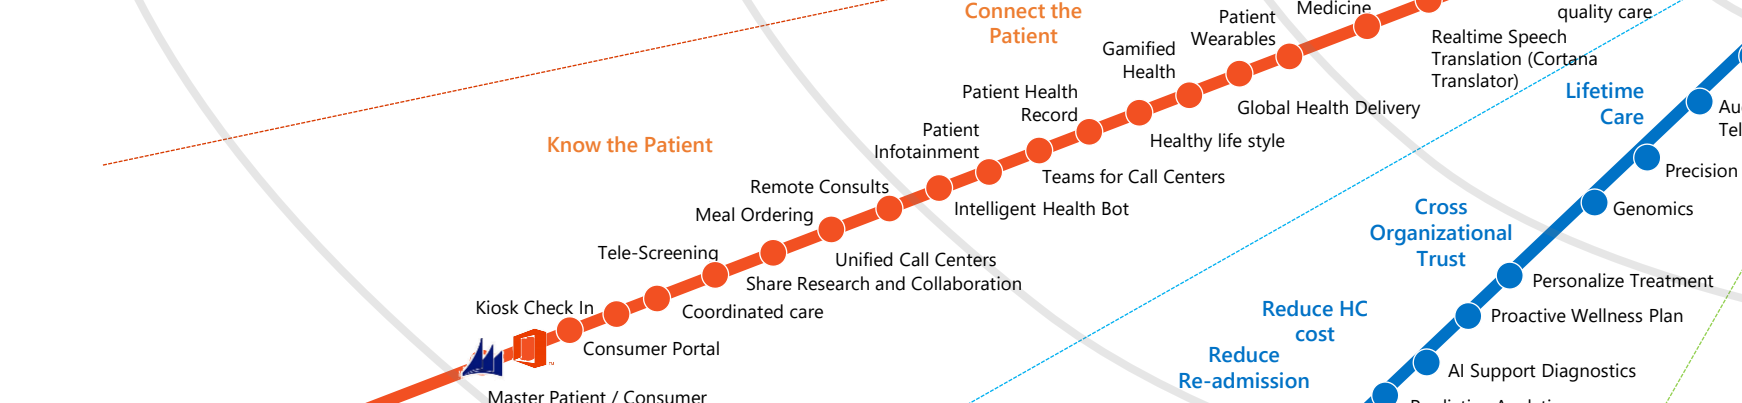 Connect the
Patient
Patient
Wearables
Medicine
quality care
Realtime Speech
Translation (Cortana
Translator)
Gamified
Health
Lifetime
Care
Patient Health
Record
Global Health Delivery
Know the Patient
Patient
Infotainment
Healthy life style
Precision
Remote Consults
Teams for Call Centers
Meal Ordering
Intelligent Health Bot
Cross
Organizational
Trust
Genomics
Tele-Screening
Unified Call Centers
Share Research and Collaboration
Personalize Treatment
Kiosk Check In
Coordinated care
Reduce HC
cost
Proactive Wellness Plan
Consumer Portal
Reduce
Re-admission
AI Support Diagnostics
Master Patient / Consumer